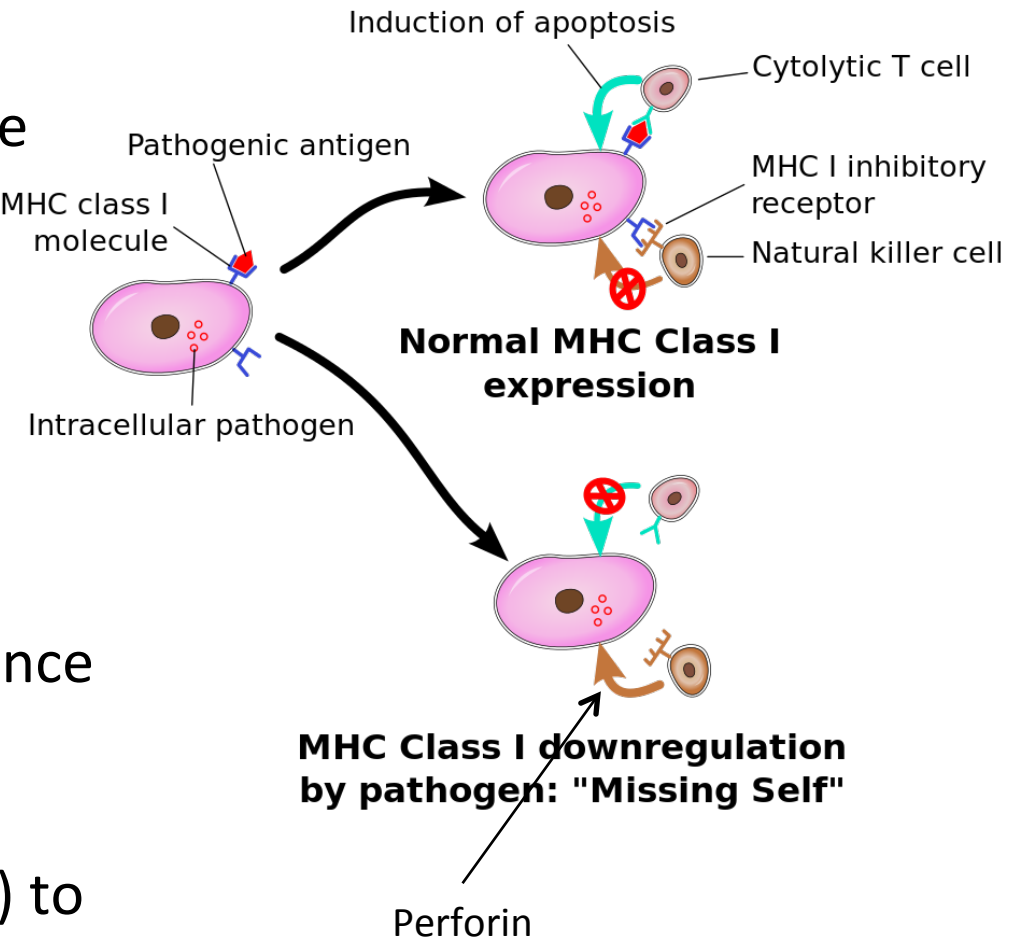 Induction of apoptosis
Cytolytic T cell
e
Pathogenic antigen
MHC I inhibitory
receptor
MHC class I
molecule
Natural killer cell
Normal MHC Class I
expression
Intracellular pathogen
nce
MHC Class I downregulation
by pathogen: "Missing Self"
) to
Perforin